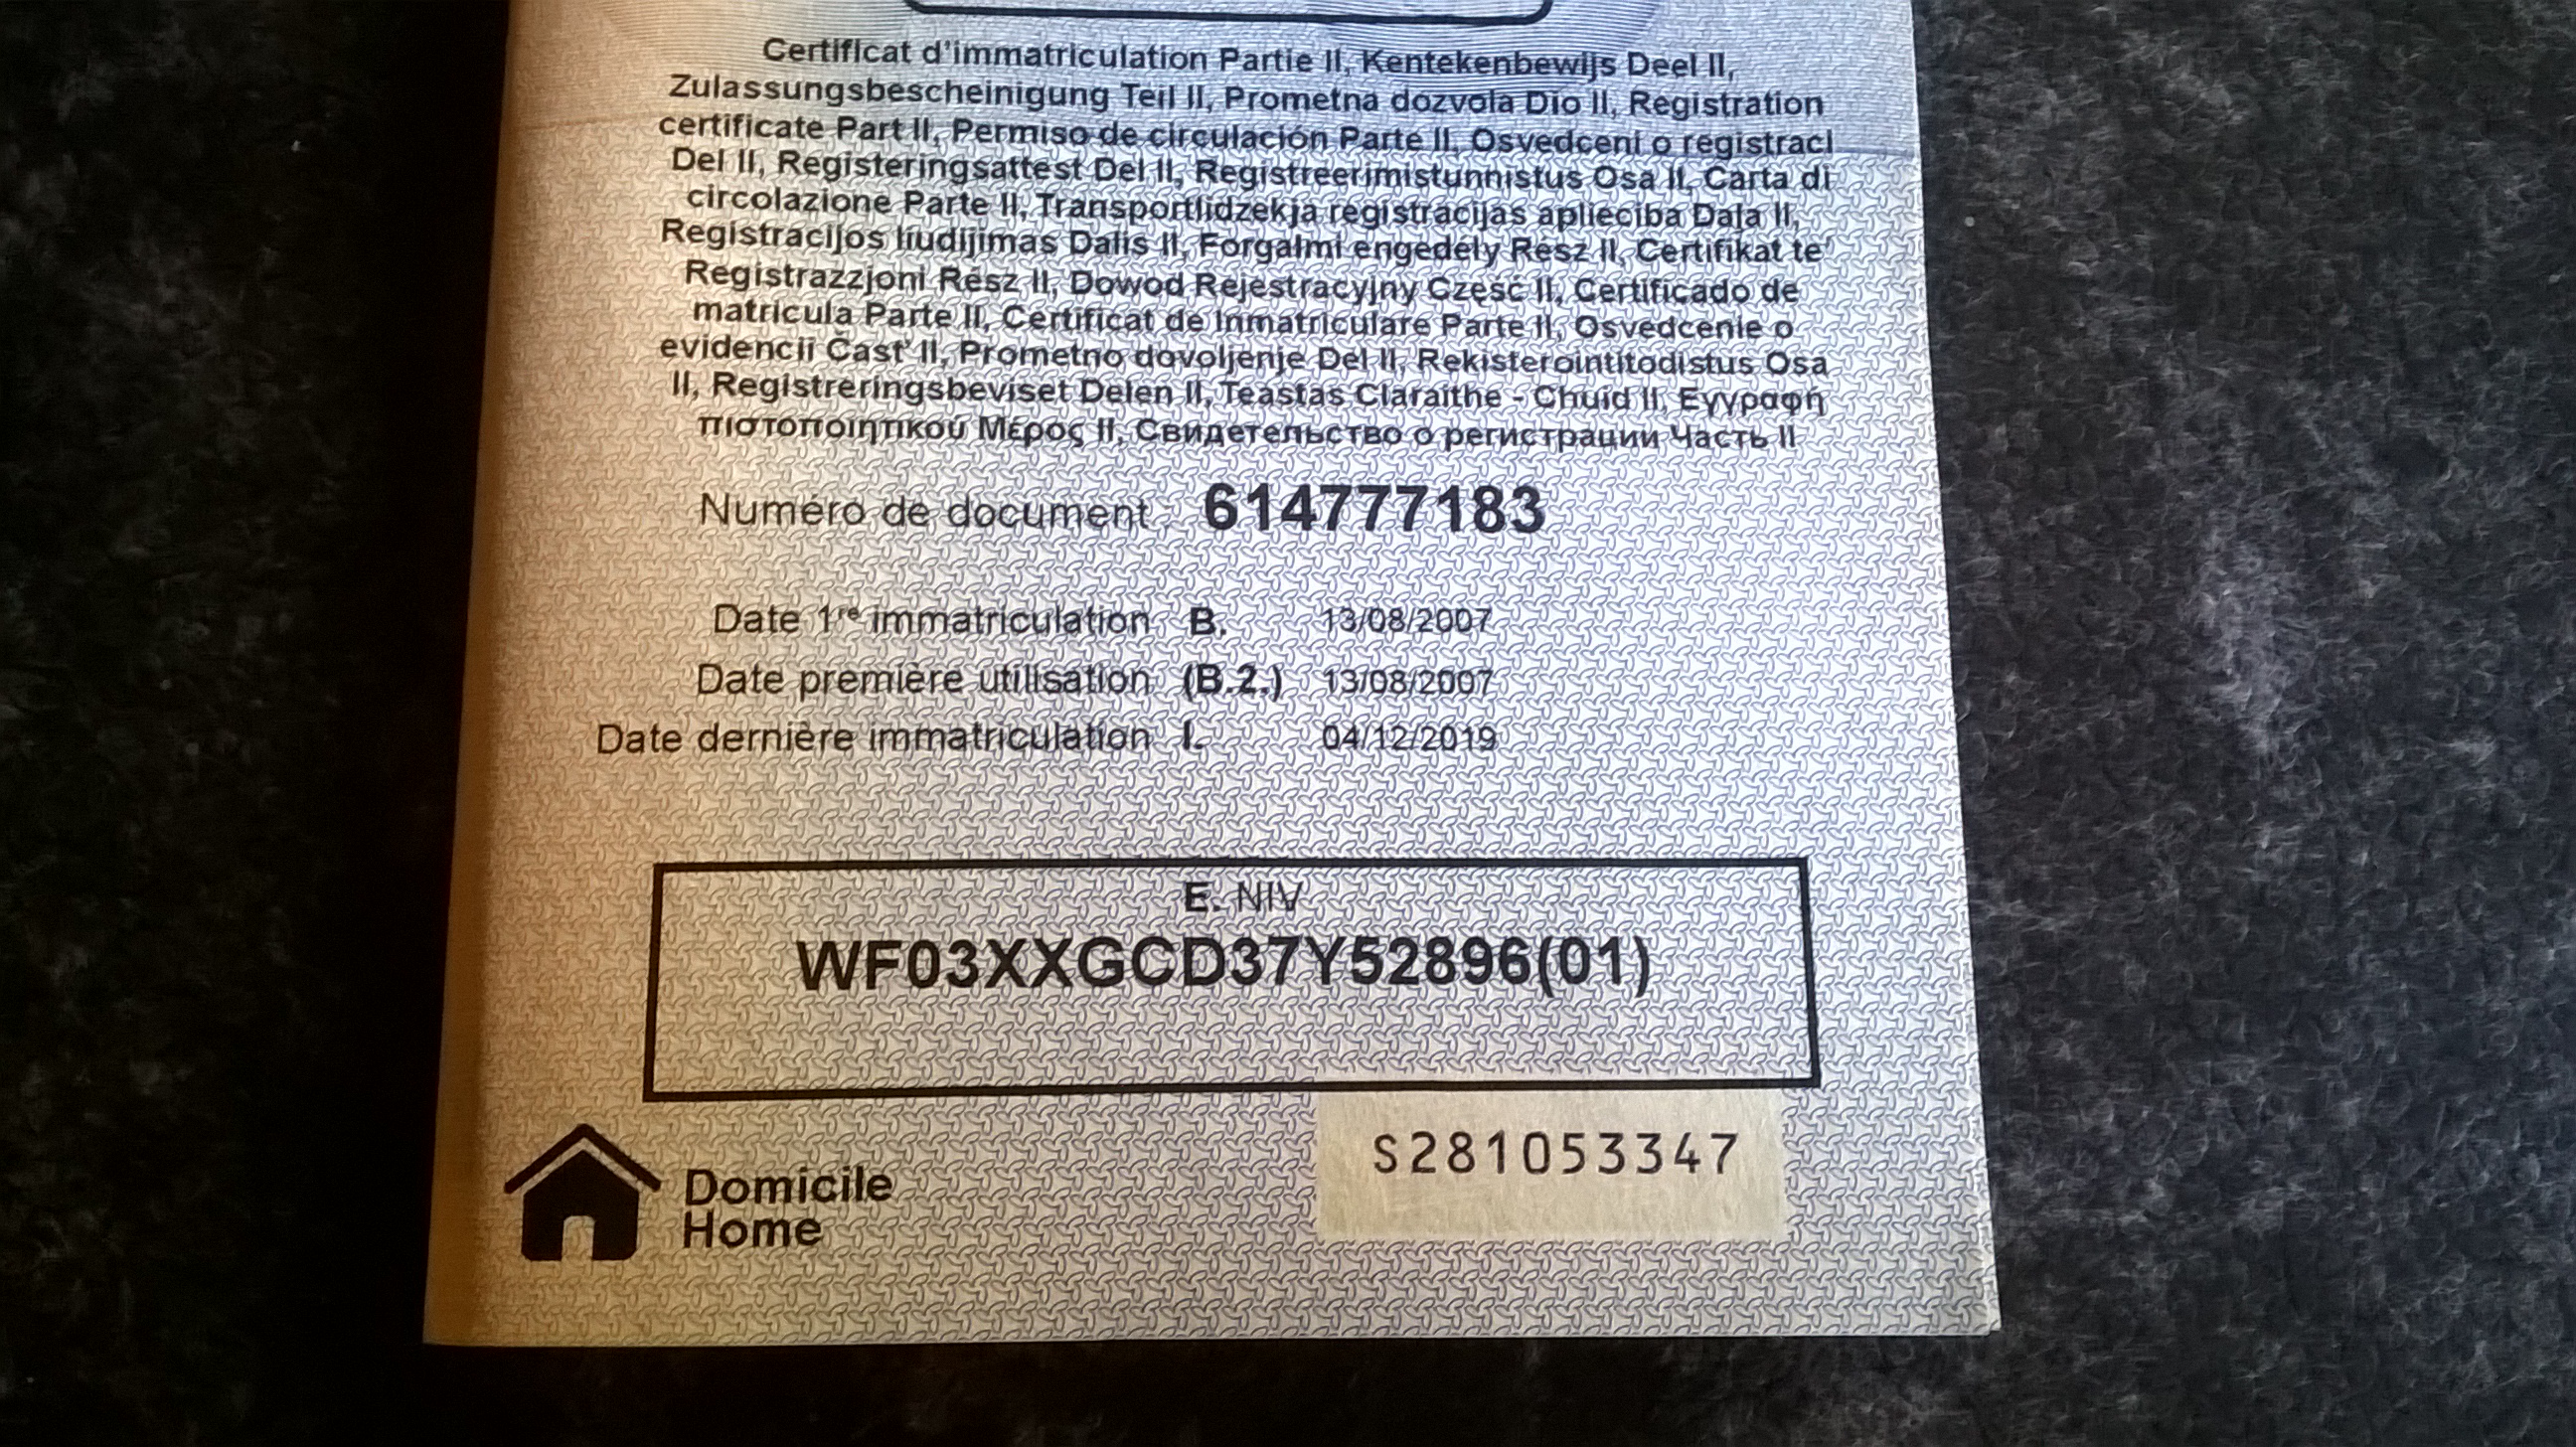 Certificat d'immatriculation Partie II, Kentekenbewijs Deel II,
Zulassungsbescheinigung Teil II, Prometna dozvola Dio II, Registration
certificate Part II, Permiso de circulación Parte II, Osvedceni o registraci
Del II, Registeringsattest Del II, Registreerimistunnistus Osa II, Carta di
circolazione Parte II, Transportlidzekja registracijas aplieciba Daļa II,
Registracijos liudijimas Dalis II, Forgalmi engedély Rész II, Certifikat te'
Registrazzjoni Rész II, Dowod Rejestracyjny Część II, Certificado de
matricula Parte II, Certificat de Inmatriculare Parte II, Osvedcenie o
evidencii Časť II, Prometno dovoljenje Del II, Rekisterointitodistus Osa
II, Registreringsbeviset Delen II, Teastas Claraithe - Chuid II, Εγγραφή
πιστοποιητικού Μέρος II, Свидетельство о регистрации Часть II
Numéro de document 614777183
Date 1re immatriculation B. 13/08/2007
Date première utilisation (B.2.) 13/08/2007
Date dernière immatriculation I. 04/12/2019
E. NIV
WF03XXGCD37Y52896(01)
S281053347
Domicile
Home